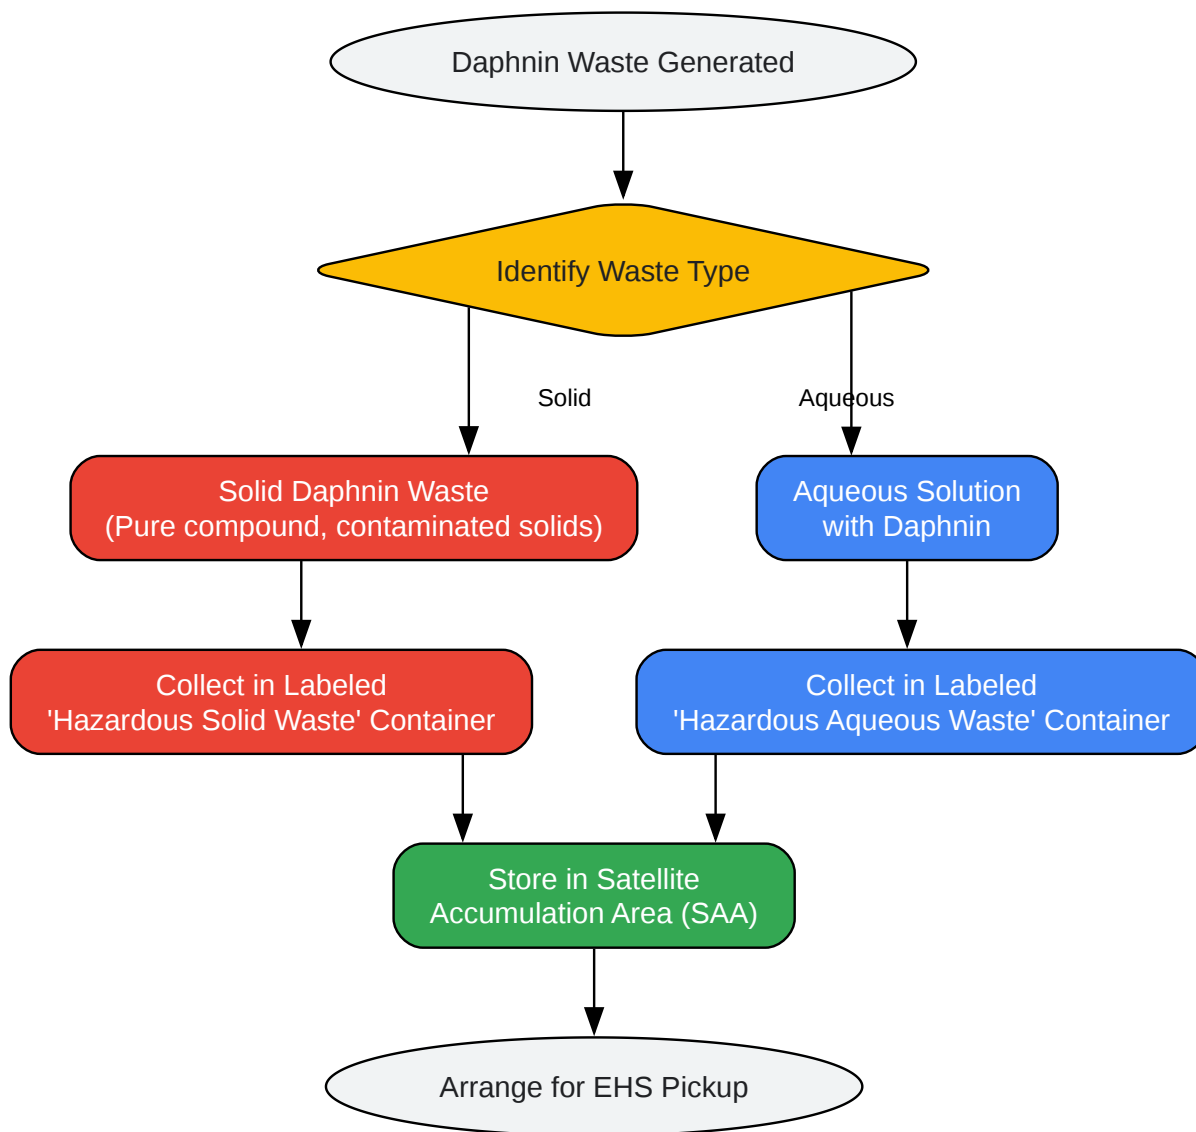 Daphnin Waste Generated
Identify Waste Type
Solid
Aqueous
Solid Daphnin Waste
(Pure compound, contaminated solids)
Aqueous Solution
with Daphnin
Collect in Labeled
'Hazardous Solid Waste' Container
Collect in Labeled
'Hazardous Aqueous Waste' Container
Store in Satellite
Accumulation Area (SAA)
Arrange for EHS Pickup